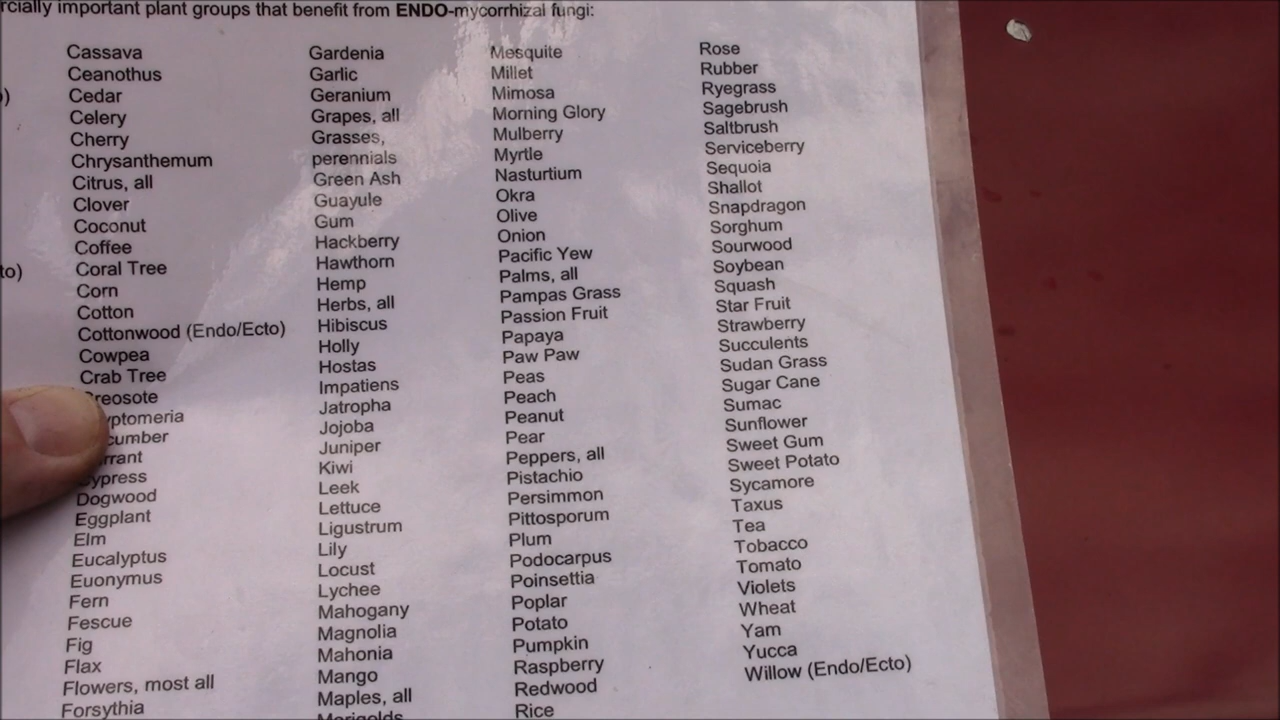 rcially important plant groups that benefit from ENDO-mycorrhizal fungi:
)
to)
Cassava
Ceanothus
Cedar
Celery
Cherry
Chrysanthemum
Citrus, all
Clover
Coconut
Coffee
Coral Tree
Corn
Cotton
Cottonwood (Endo/Ecto)
Cowpea
Crab Tree
reosote
yptomeria
cumber
rrant
ypress
Dogwood
Eggplant
Elm
Eucalyptus
Euonymus
Fern
Fescue
Fig
Flax
Flowers, most all
Forsythia
Gardenia
Garlic
Geranium
Grapes, all
Grasses,
perennials
Green Ash
Guayule
Gum
Hackberry
Hawthorn
Hemp
Herbs, all
Hibiscus
Holly
Hostas
Impatiens
Jatropha
Jojoba
Juniper
Kiwi
Leek
Lettuce
Ligustrum
Lily
Locust
Lychee
Mahogany
Magnolia
Mahonia
Mango
Maples, all
Marigolds
Mesquite
Millet
Mimosa
Morning Glory
Mulberry
Myrtle
Nasturtium
Okra
Olive
Onion
Pacific Yew
Palms, all
Pampas Grass
Passion Fruit
Papaya
Paw Paw
Peas
Peach
Peanut
Pear
Peppers, all
Pistachio
Persimmon
Pittosporum
Plum
Podocarpus
Poinsettia
Poplar
Potato
Pumpkin
Raspberry
Redwood
Rice
Rose
Rubber
Ryegrass
Sagebrush
Saltbrush
Serviceberry
Sequoia
Shallot
Snapdragon
Sorghum
Sourwood
Soybean
Squash
Star Fruit
Strawberry
Succulents
Sudan Grass
Sugar Cane
Sumac
Sunflower
Sweet Gum
Sweet Potato
Sycamore
Taxus
Tea
Tobacco
Tomato
Violets
Wheat
Yam
Yucca
Willow (Endo/Ecto)